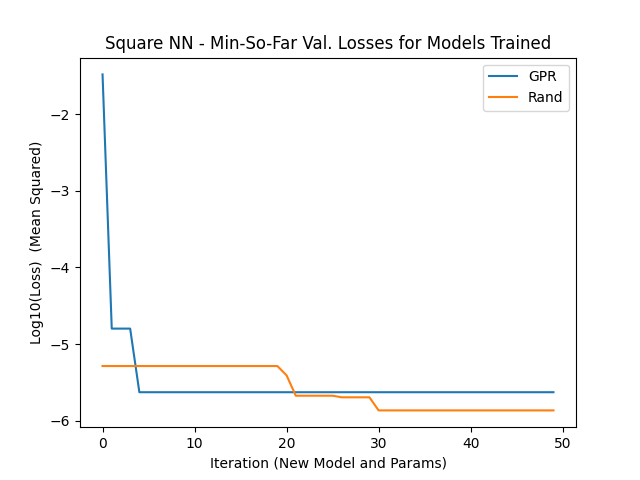 Square NN - Min-So-Far Val. Losses for Models Trained
GPR
Rand
Log10(Loss)  (Mean Squared)
−2
−3
−4
−5
−6
0
10
20
30
40
50
Iteration (New Model and Params)